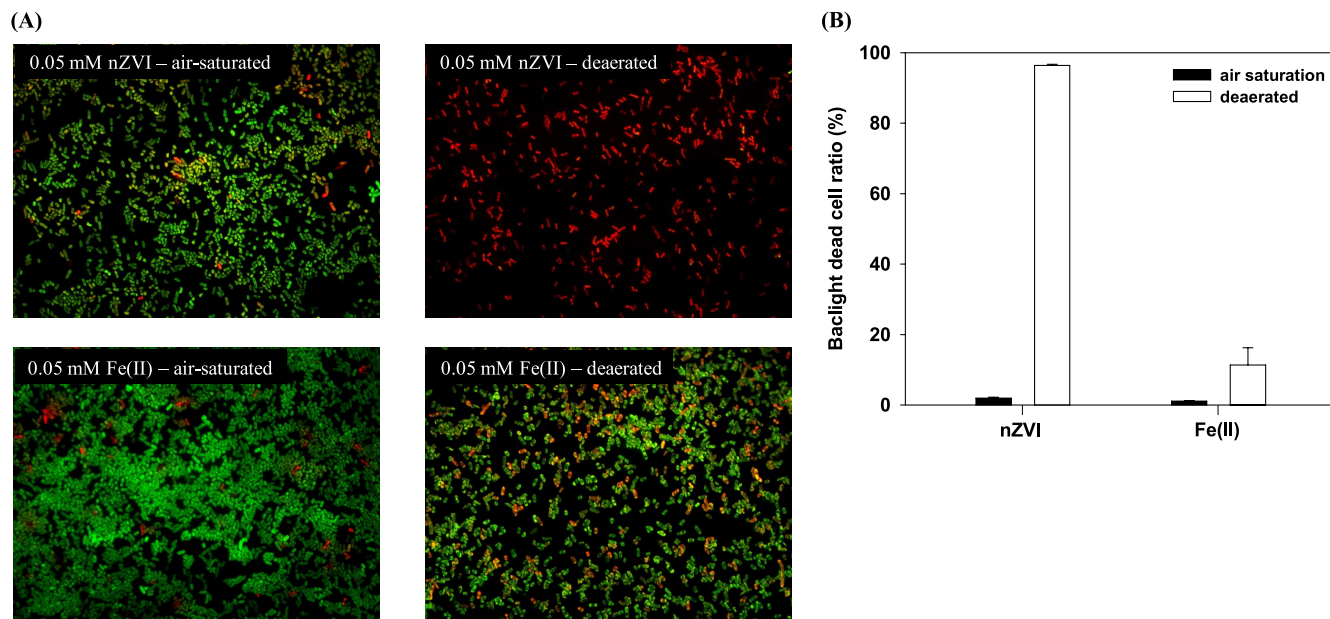 (A)
0.05 mM nZVI – air-saturated
0.05 mM nZVI – deaerated
0.05 mM Fe(II) – air-saturated
0.05 mM Fe(II) – deaerated
(B)
Baclight dead cell ratio (%)
100
80
60
40
20
0
air saturation
deaerated
nZVI
Fe(II)